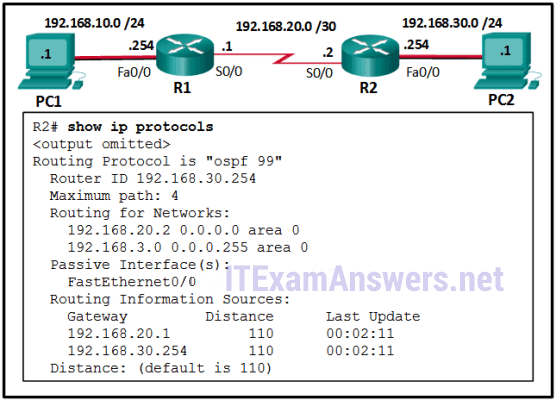 192.168.10.0 /24
192.168.20.0 /30
192.168.30.0 /24
.1
.254
.1
.2
.254
.1
Fa0/0
S0/0
S0/0
Fa0/0
PC1
R1
R2
PC2
R2# show ip protocols
<output omitted>
Routing Protocol is "ospf 99"
Router ID 192.168.30.254
Maximum path: 4
Routing for Networks:
192.168.20.2 0.0.0.0 area 0
192.168.3.0 0.0.0.255 area 0
Passive Interface(s):
FastEthernet0/0
ITExamAnswers.net
Routing Information Sources:
Gateway Distance Last Update
192.168.20.1 110 00:02:11
192.168.30.254 110 00:02:11
Distance: (default is 110)